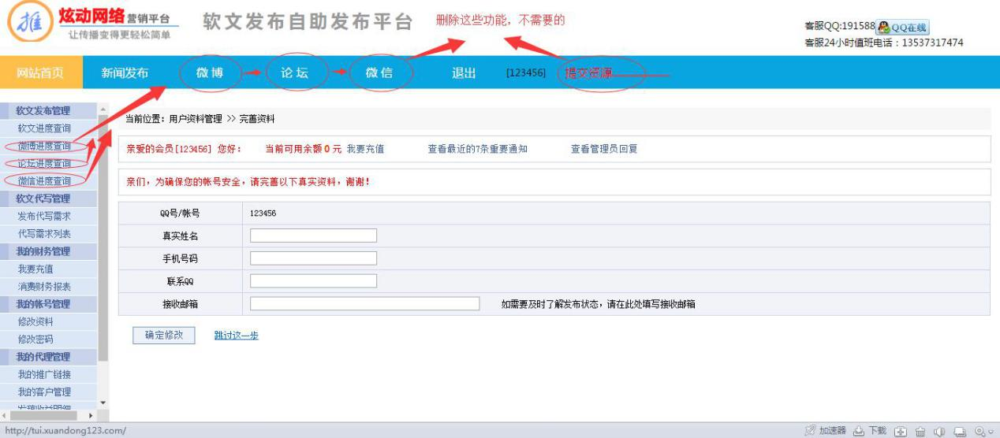 推 炫动网络营销平台
让传播变得更轻松简单
软文发布自助发布平台
删除这些功能，不需要的
客服QQ:191588 QQ在线
客服24小时值班电话：13537317474
网站首页 新闻发布 微博 论坛 微信 退出 [123456] 提交资源
软文发布管理
软文进度查询
微博进度查询
论坛进度查询
微信进度查询
软文代写管理
发布代写需求
代写需求列表
我的财务管理
我要充值
消费财务报表
我的帐号管理
修改资料
修改密码
我的代理管理
我的推广链接
我的客户管理
发稿收益明细
当前位置：用户资料管理 >> 完善资料
亲爱的会员[123456] 您好： 当前可用余额 0 元 我要充值 查看最近的7条重要通知 查看管理员回复
亲们，为确保您的帐号安全，请完善以下真实资料，谢谢！
QQ号/帐号 123456
真实姓名
手机号码
联系QQ
接收邮箱 如需要及时了解发布状态，请在此处填写接收邮箱
确定修改 跳过这一步
http://tui.xuandong123.com/ 加速器 下载